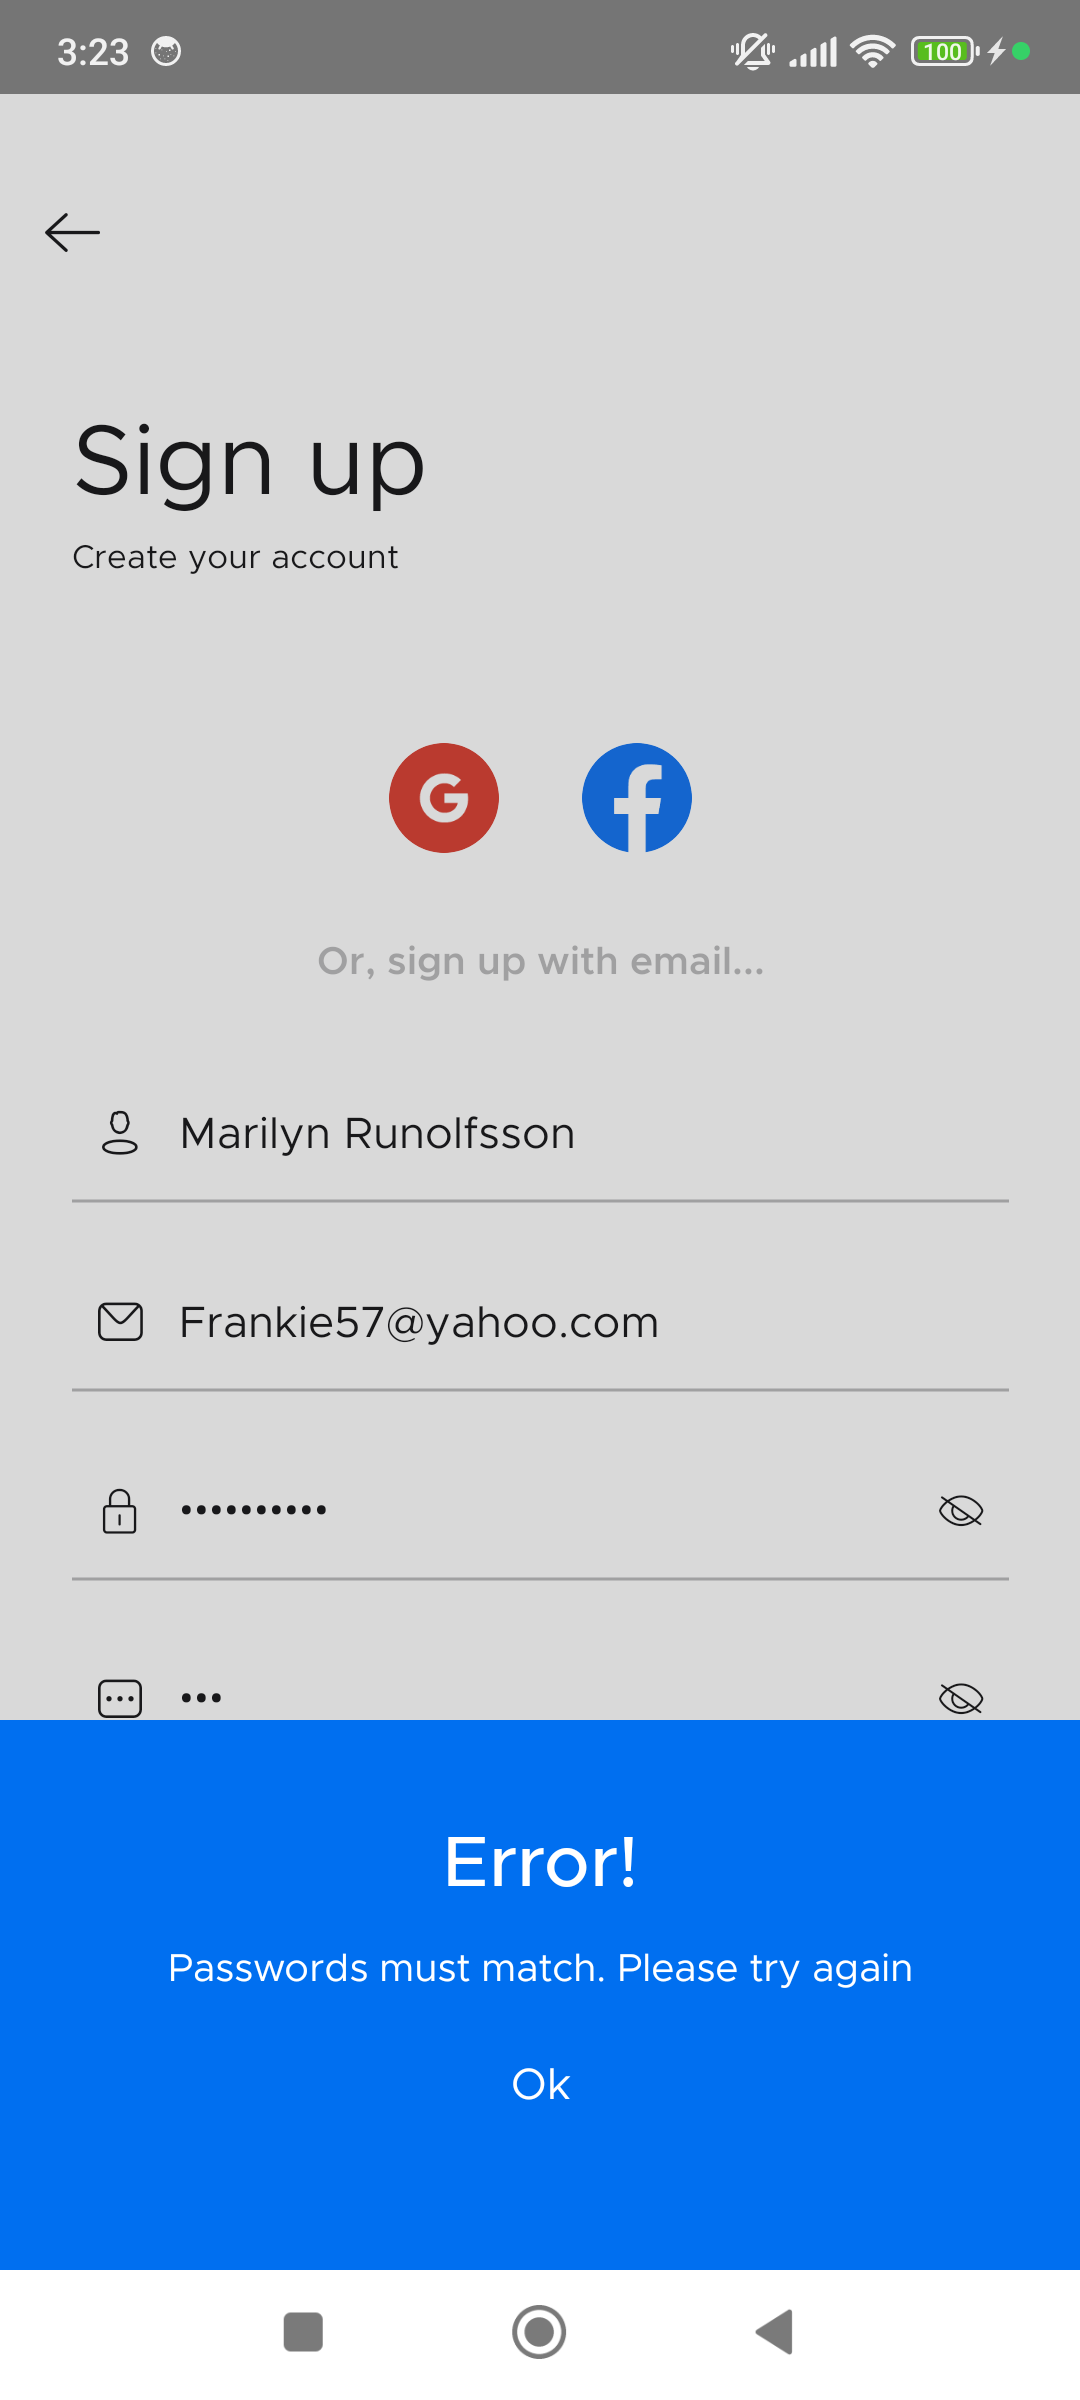 3:23
100
Sign up
Create your account
Or, sign up with email...
Marilyn Runolfsson
Frankie57@yahoo.com
••••••••••
•••
Error!
Passwords must match. Please try again
Ok